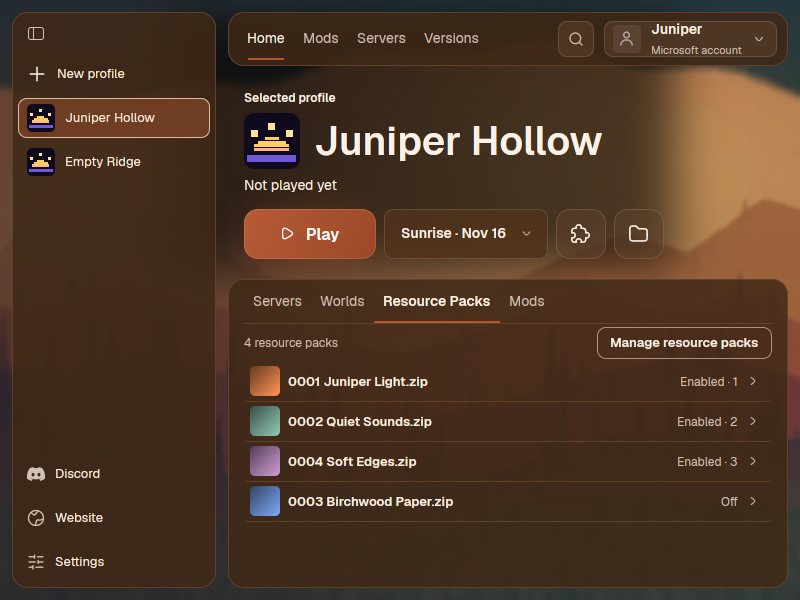 New profile
Juniper Hollow
Empty Ridge
Discord
Website
Settings
Home Mods Servers Versions
Juniper
Microsoft account
Selected profile
Juniper Hollow
Not played yet
Play
Sunrise · Nov 16
Servers Worlds Resource Packs Mods
4 resource packs
Manage resource packs
0001 Juniper Light.zip Enabled · 1
0002 Quiet Sounds.zip Enabled · 2
0004 Soft Edges.zip Enabled · 3
0003 Birchwood Paper.zip Off